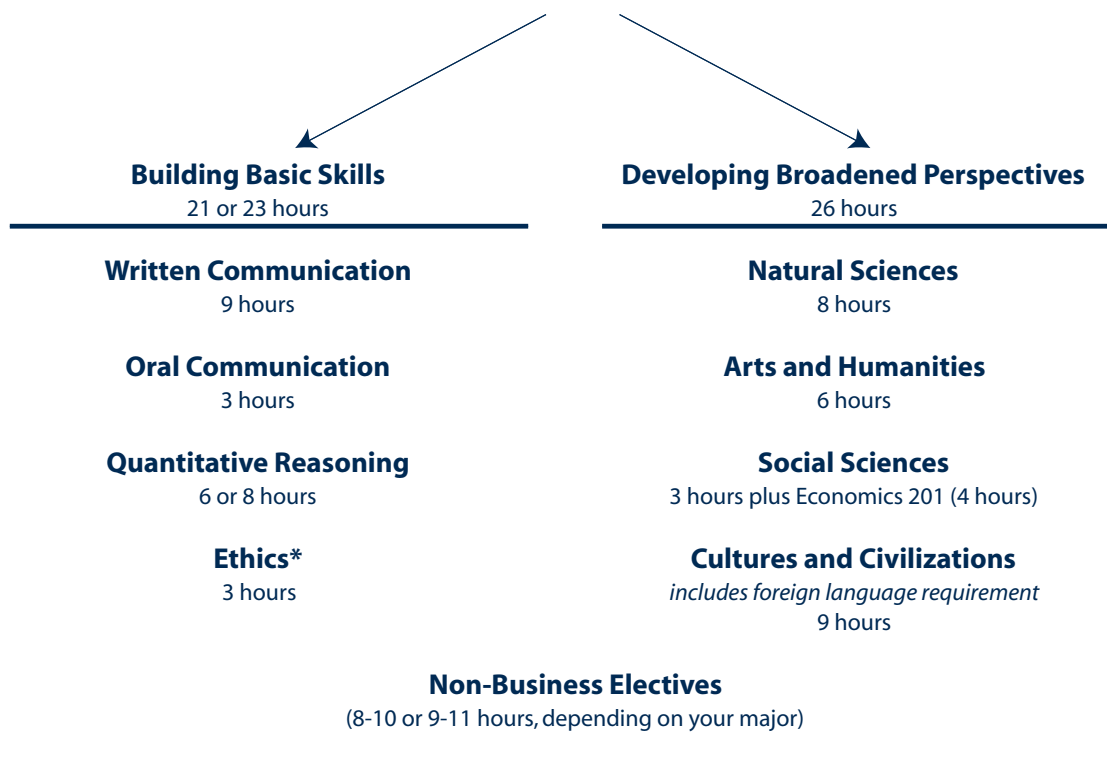 Building Basic Skills
21 or 23 hours
Written Communication
9 hours
Oral Communication
3 hours
Quantitative Reasoning
6 or 8 hours
Ethics*
3 hours
Developing Broadened Perspectives
26 hours
Natural Sciences
8 hours
Arts and Humanities
6 hours
Social Sciences
3 hours plus Economics 201 (4 hours)
Cultures and Civilizations
includes foreign language requirement
9 hours
Non-Business Electives
(8-10 or 9-11 hours, depending on your major)